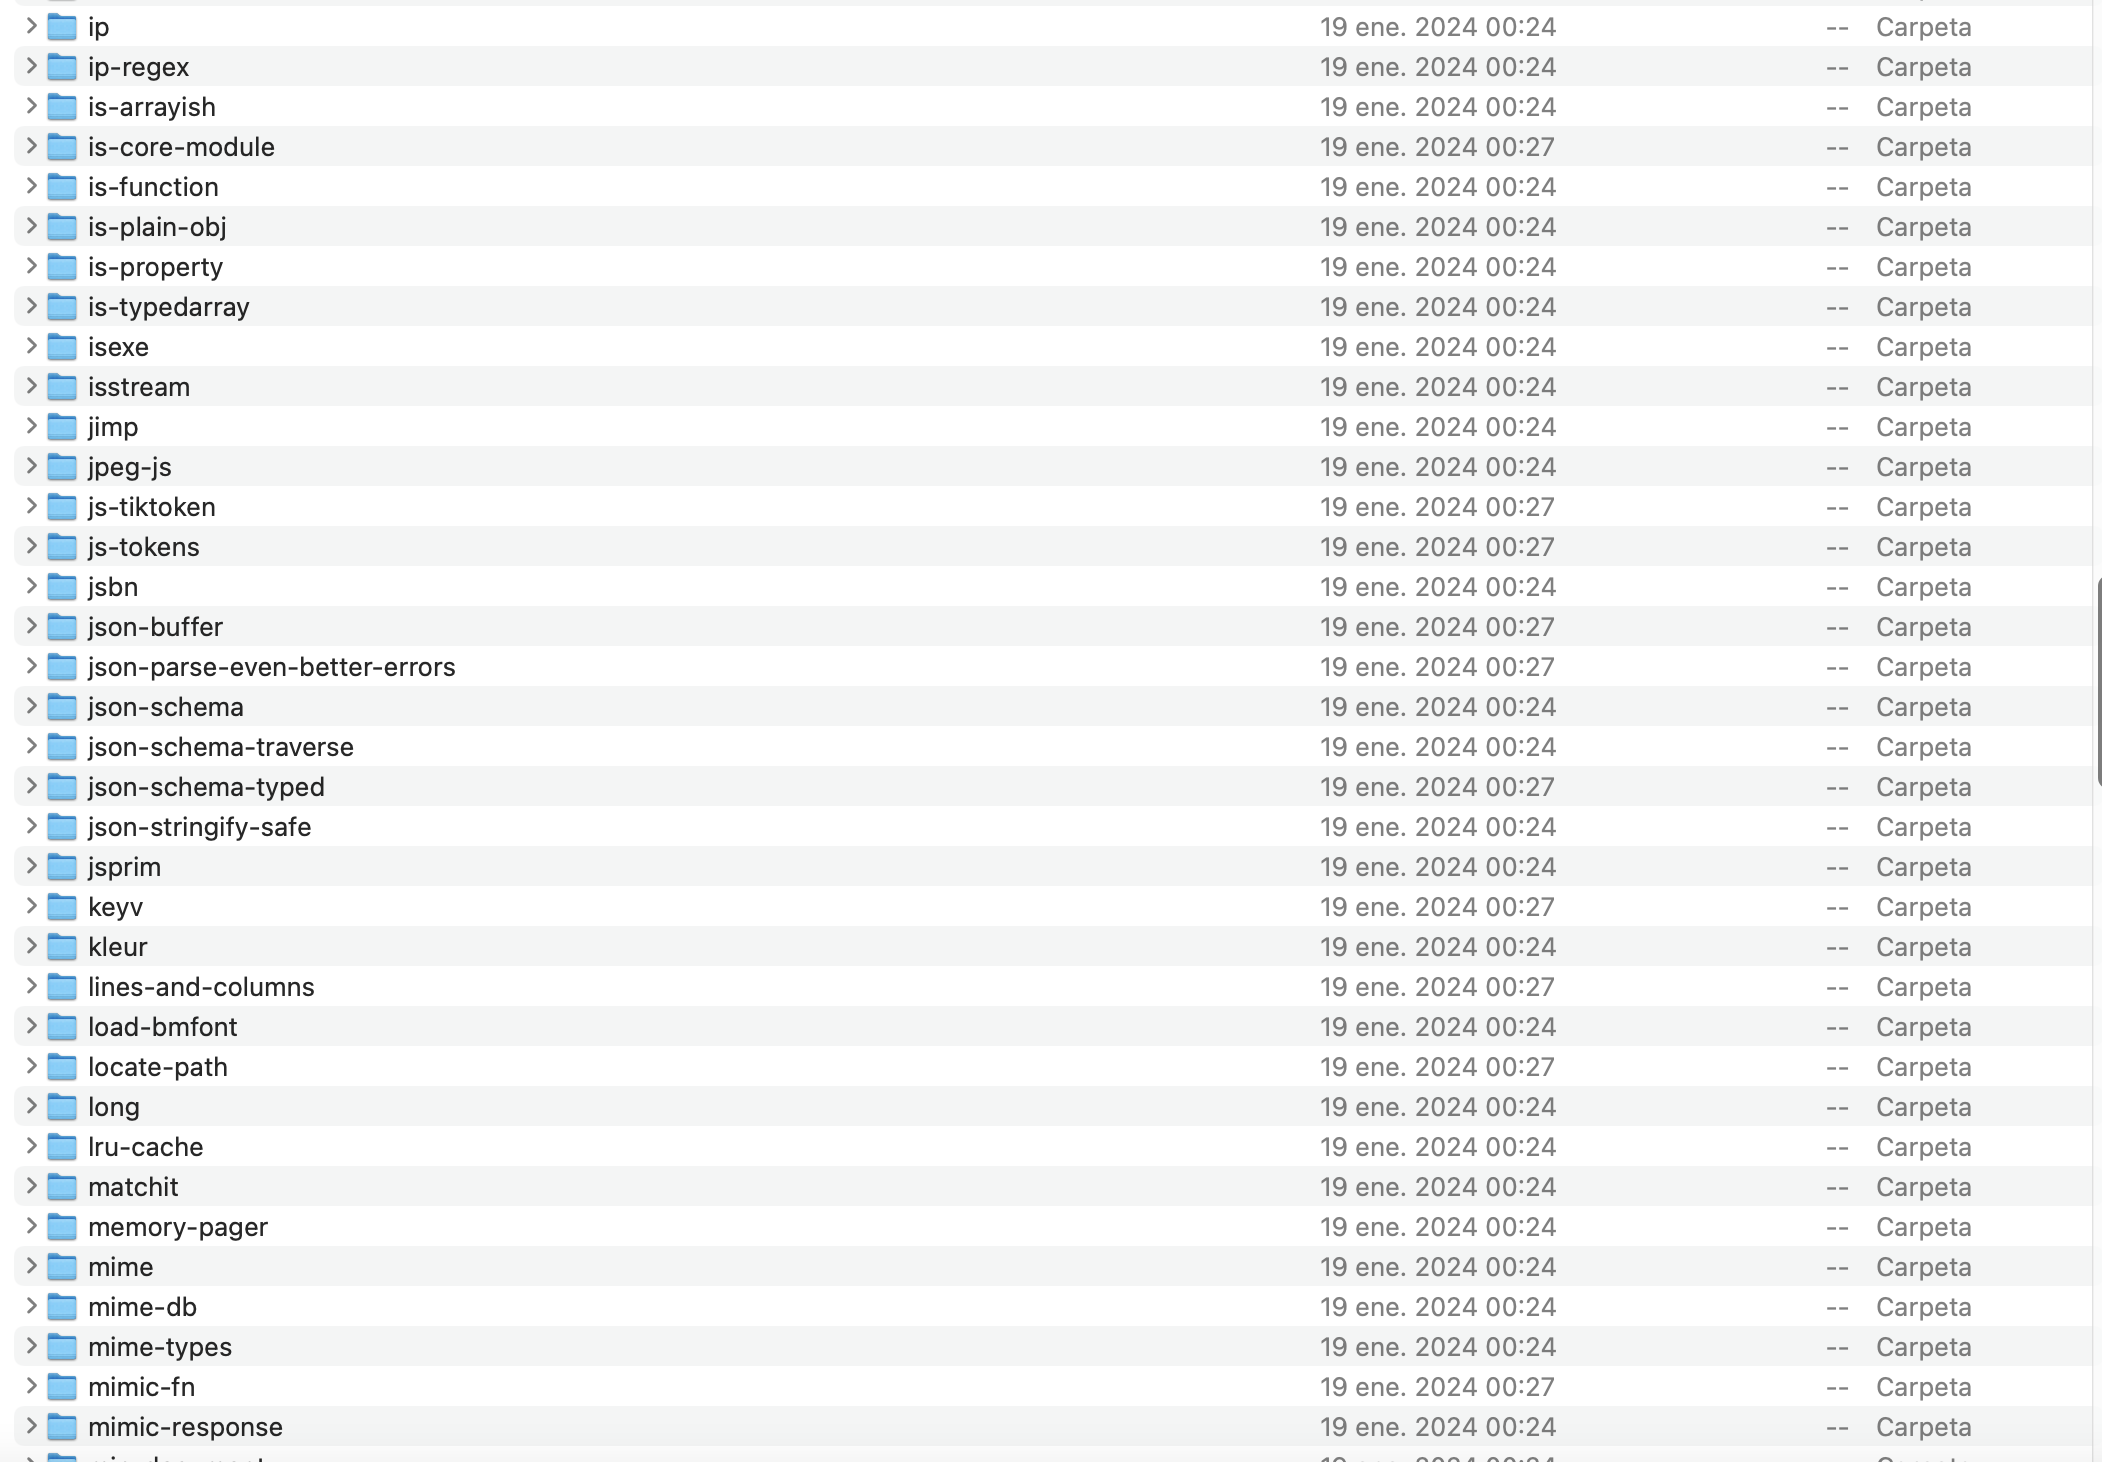 ip 19 ene. 2024 00:24 -- Carpeta
ip-regex 19 ene. 2024 00:24 -- Carpeta
is-arrayish 19 ene. 2024 00:24 -- Carpeta
is-core-module 19 ene. 2024 00:27 -- Carpeta
is-function 19 ene. 2024 00:24 -- Carpeta
is-plain-obj 19 ene. 2024 00:24 -- Carpeta
is-property 19 ene. 2024 00:24 -- Carpeta
is-typedarray 19 ene. 2024 00:24 -- Carpeta
isexe 19 ene. 2024 00:24 -- Carpeta
isstream 19 ene. 2024 00:24 -- Carpeta
jimp 19 ene. 2024 00:24 -- Carpeta
jpeg-js 19 ene. 2024 00:24 -- Carpeta
js-tiktoken 19 ene. 2024 00:27 -- Carpeta
js-tokens 19 ene. 2024 00:27 -- Carpeta
jsbn 19 ene. 2024 00:24 -- Carpeta
json-buffer 19 ene. 2024 00:27 -- Carpeta
json-parse-even-better-errors 19 ene. 2024 00:27 -- Carpeta
json-schema 19 ene. 2024 00:24 -- Carpeta
json-schema-traverse 19 ene. 2024 00:24 -- Carpeta
json-schema-typed 19 ene. 2024 00:27 -- Carpeta
json-stringify-safe 19 ene. 2024 00:24 -- Carpeta
jsprim 19 ene. 2024 00:24 -- Carpeta
keyv 19 ene. 2024 00:27 -- Carpeta
kleur 19 ene. 2024 00:24 -- Carpeta
lines-and-columns 19 ene. 2024 00:27 -- Carpeta
load-bmfont 19 ene. 2024 00:24 -- Carpeta
locate-path 19 ene. 2024 00:27 -- Carpeta
long 19 ene. 2024 00:24 -- Carpeta
lru-cache 19 ene. 2024 00:24 -- Carpeta
matchit 19 ene. 2024 00:24 -- Carpeta
memory-pager 19 ene. 2024 00:24 -- Carpeta
mime 19 ene. 2024 00:24 -- Carpeta
mime-db 19 ene. 2024 00:24 -- Carpeta
mime-types 19 ene. 2024 00:24 -- Carpeta
mimic-fn 19 ene. 2024 00:27 -- Carpeta
mimic-response 19 ene. 2024 00:24 -- Carpeta